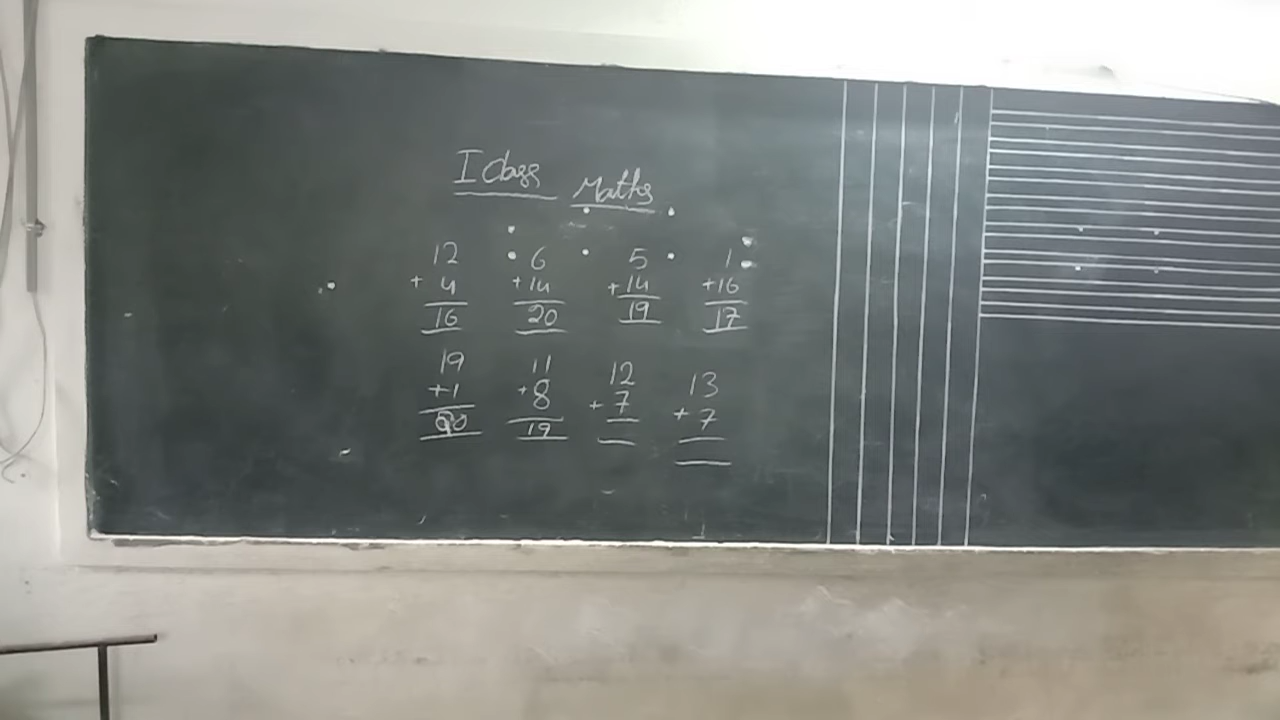 I Class Maths
12 6 5 1
+ 4 + 14 + 14 + 16
16 20 19 17
19 11 12 13
+ 1 + 8 + 7 + 7
19